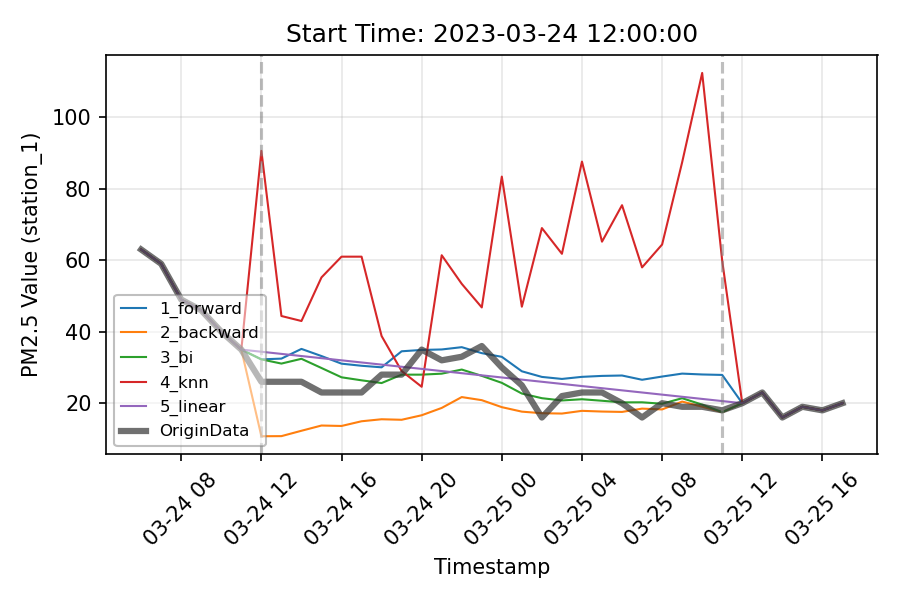 Start Time: 2023-03-24 12:00:00
PM2.5 Value (station_1)
100
80
60
40
20
1_forward
2_backward
3_bi
4_knn
5_linear
OriginData
03-24 08
03-24 12
03-24 16
03-24 20
03-25 00
03-25 04
03-25 08
03-25 12
03-25 16
Timestamp